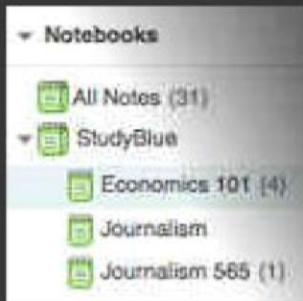 Notebooks
All Notes (31)
StudyBlue
Economics 101 (4)
Journalism
Journalism 565 (1)